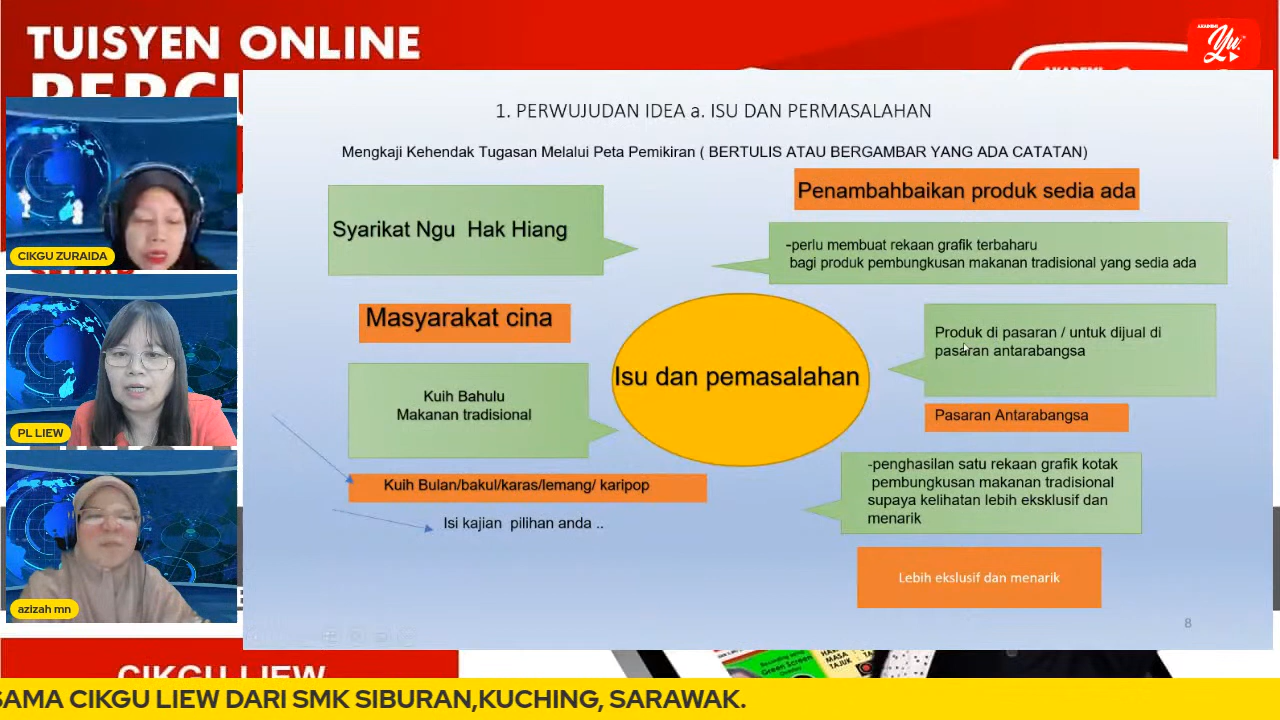 TUISYEN ONLINE
AKADEMI
Yu.
1. PERWUJUDAN IDEA a. ISU DAN PERMASALAHAN
Mengkaji Kehendak Tugasan Melalui Peta Pemikiran ( BERTULIS ATAU BERGAMBAR YANG ADA CATATAN)
Penambahbaikan produk sedia ada
Syarikat Ngu Hak Hiang
-perlu membuat rekaan grafik terbaharu
bagi produk pembungkusan makanan tradisional yang sedia ada
Masyarakat cina
Produk di pasaran / untuk dijual di
pasaran antarabangsa
Isu dan pemasalahan
Kuih Bahulu
Makanan tradisional
Pasaran Antarabangsa
-penghasilan satu rekaan grafik kotak
pembungkusan makanan tradisional
supaya kelihatan lebih eksklusif dan
menarik
Kuih Bulan/bakul/karas/lemang/ karipop
Isi kajian pilihan anda ..
Lebih ekslusif dan menarik
8
CIKGU ZURAIDA
PL LIEW
azizah mn
CIKGU LIEW
SAMA CIKGU LIEW DARI SMK SIBURAN,KUCHING, SARAWAK.